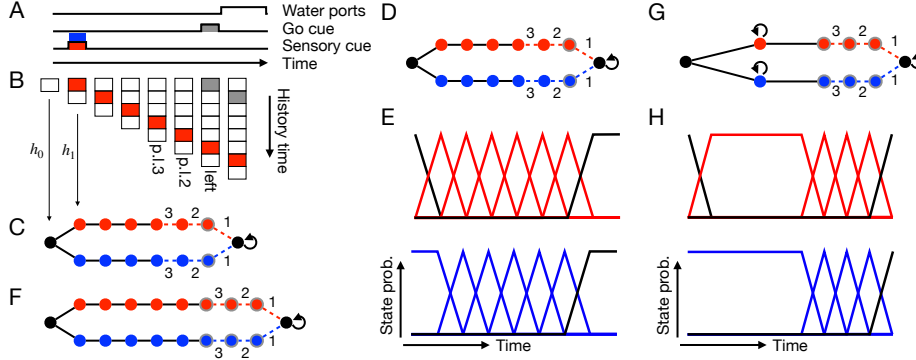 A
Water ports
Go cue
Sensory cue
Time
B
History time
h0
h1
p.l.3
p.l.2
left
C
3
2
1
3
2
1
F
3
2
1
3
2
1
D
3
2
1
3
2
1
E
State prob.
Time
G
3
2
1
3
2
1
H
State prob.
Time